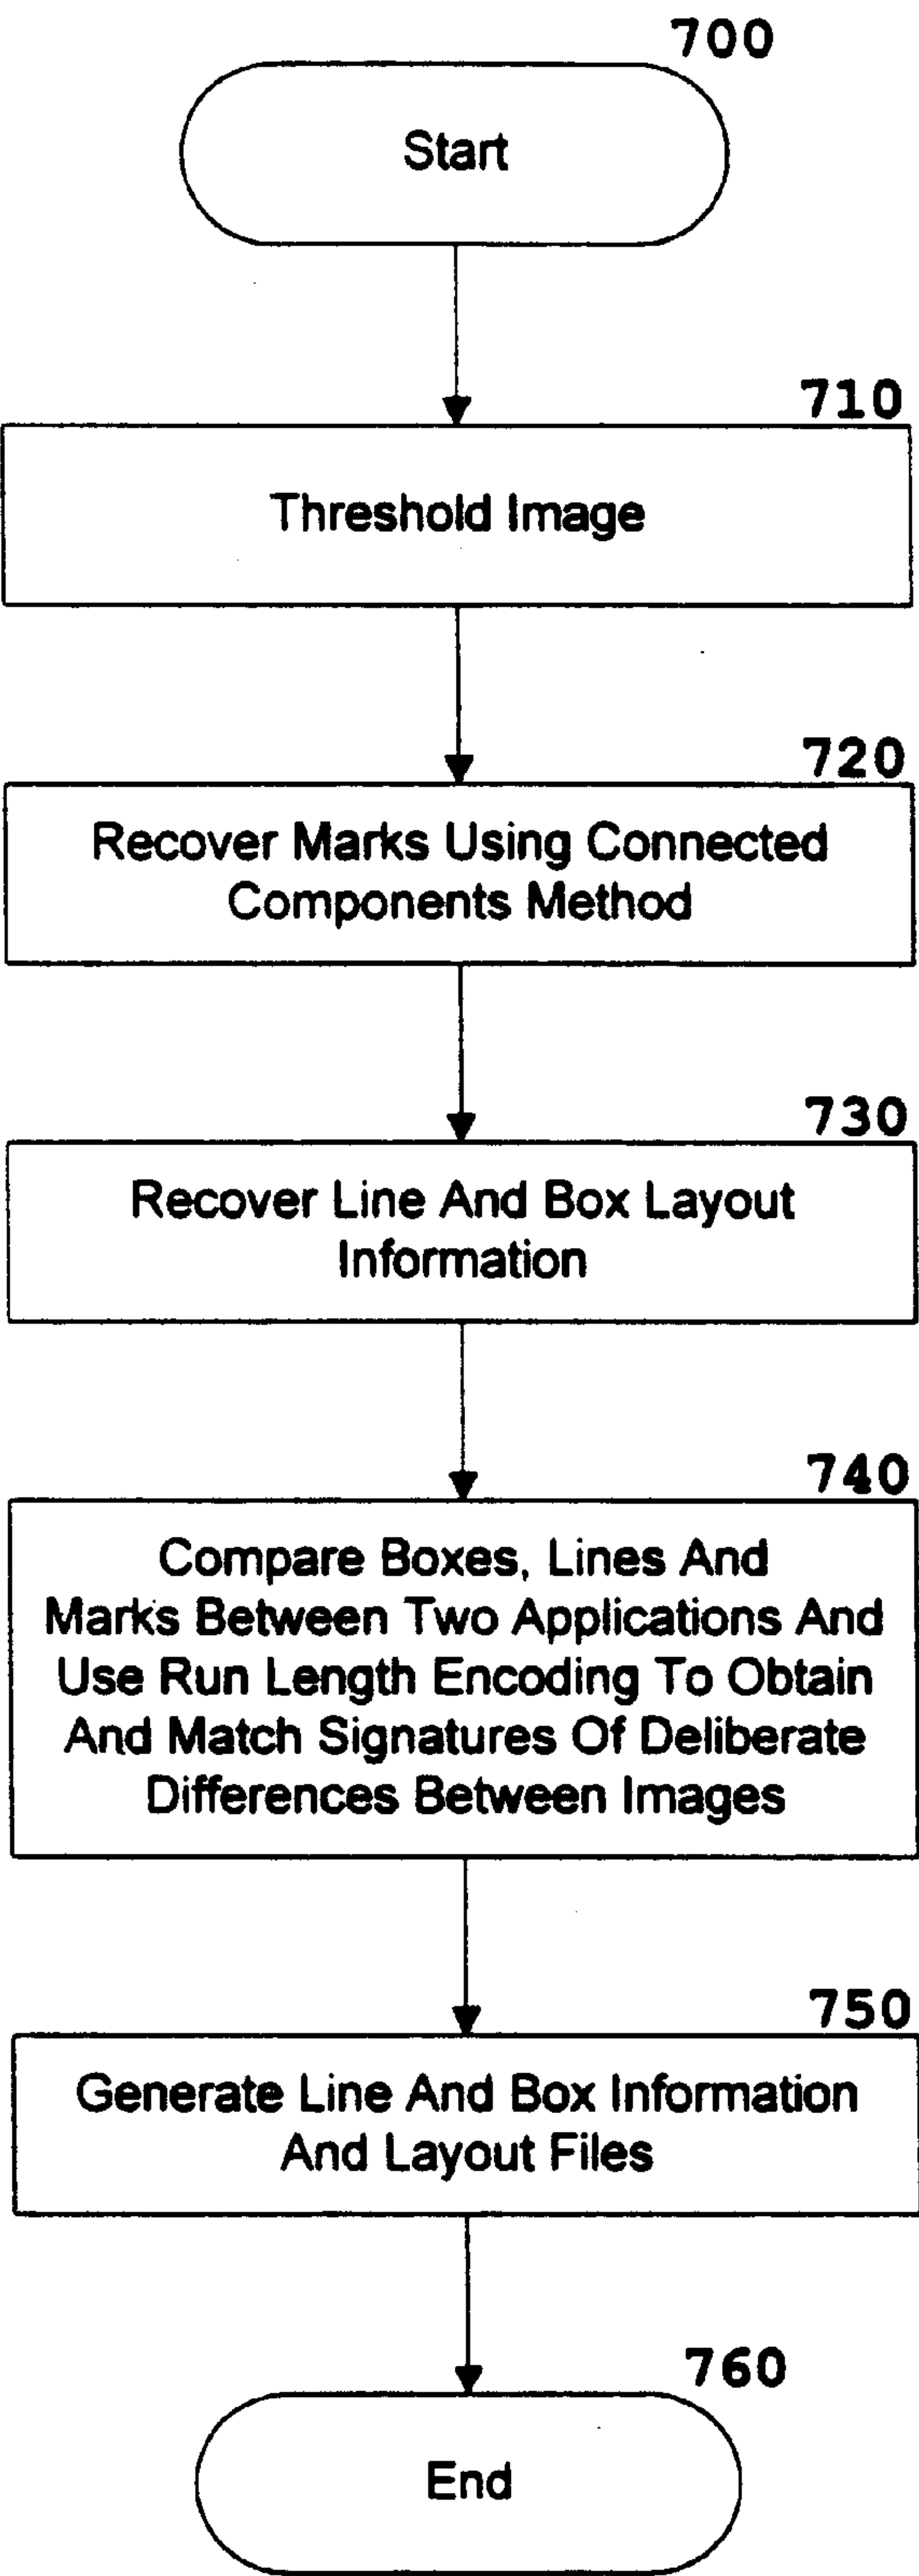 700
Start
710
Threshold Image
720
Recover Marks Using Connected
Components Method
730
Recover Line And Box Layout
Information
740
Compare Boxes, Lines And
Marks Between Two Applications And
Use Run Length Encoding To Obtain
And Match Signatures Of Deliberate
Differences Between Images
750
Generate Line And Box Information
And Layout Files
760
End